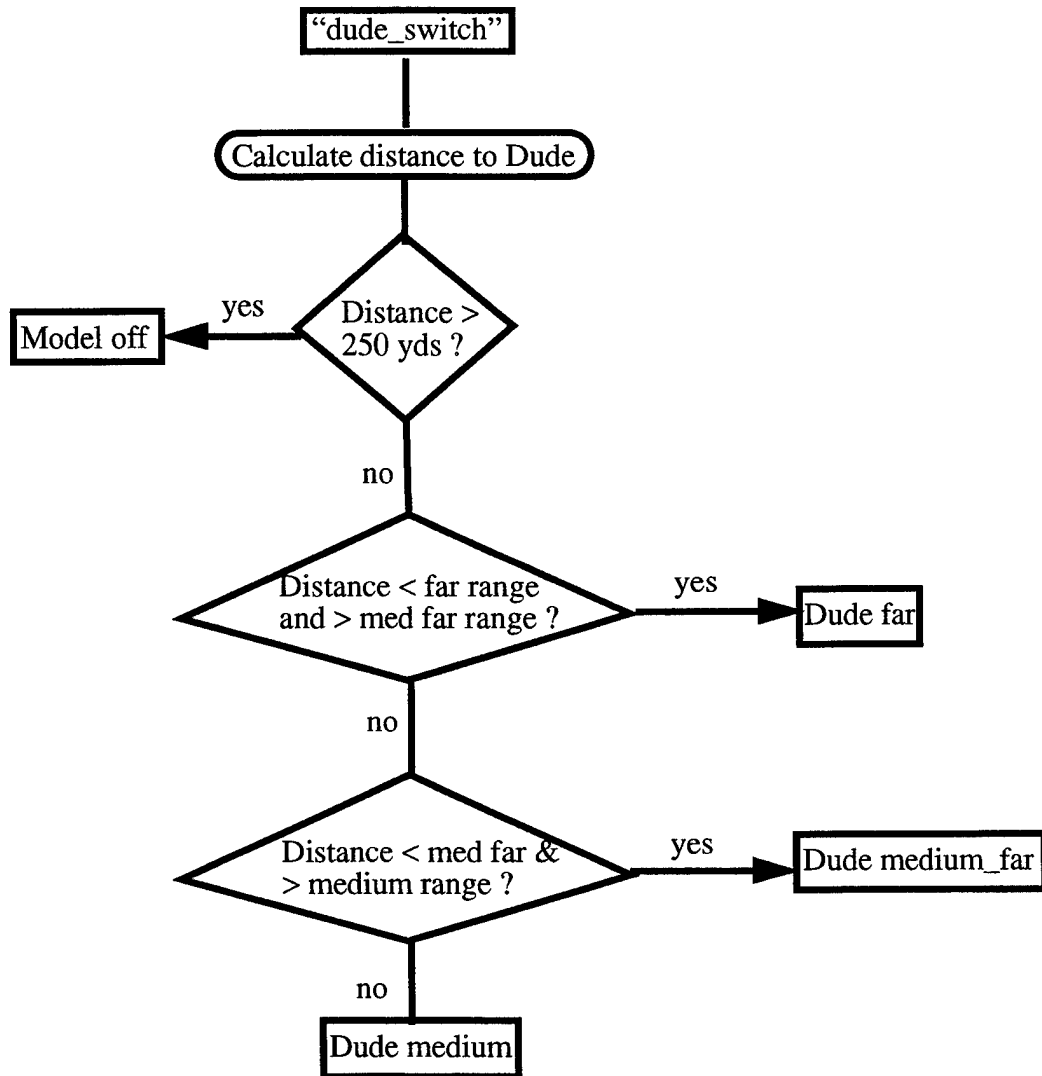 “dude_switch”
Calculate distance to Dude
Distance >
250 yds ?
yes
Model off
no
Distance < far range
and > med far range ?
yes
Dude far
no
Distance < med far &
> medium range ?
yes
Dude medium_far
no
Dude medium